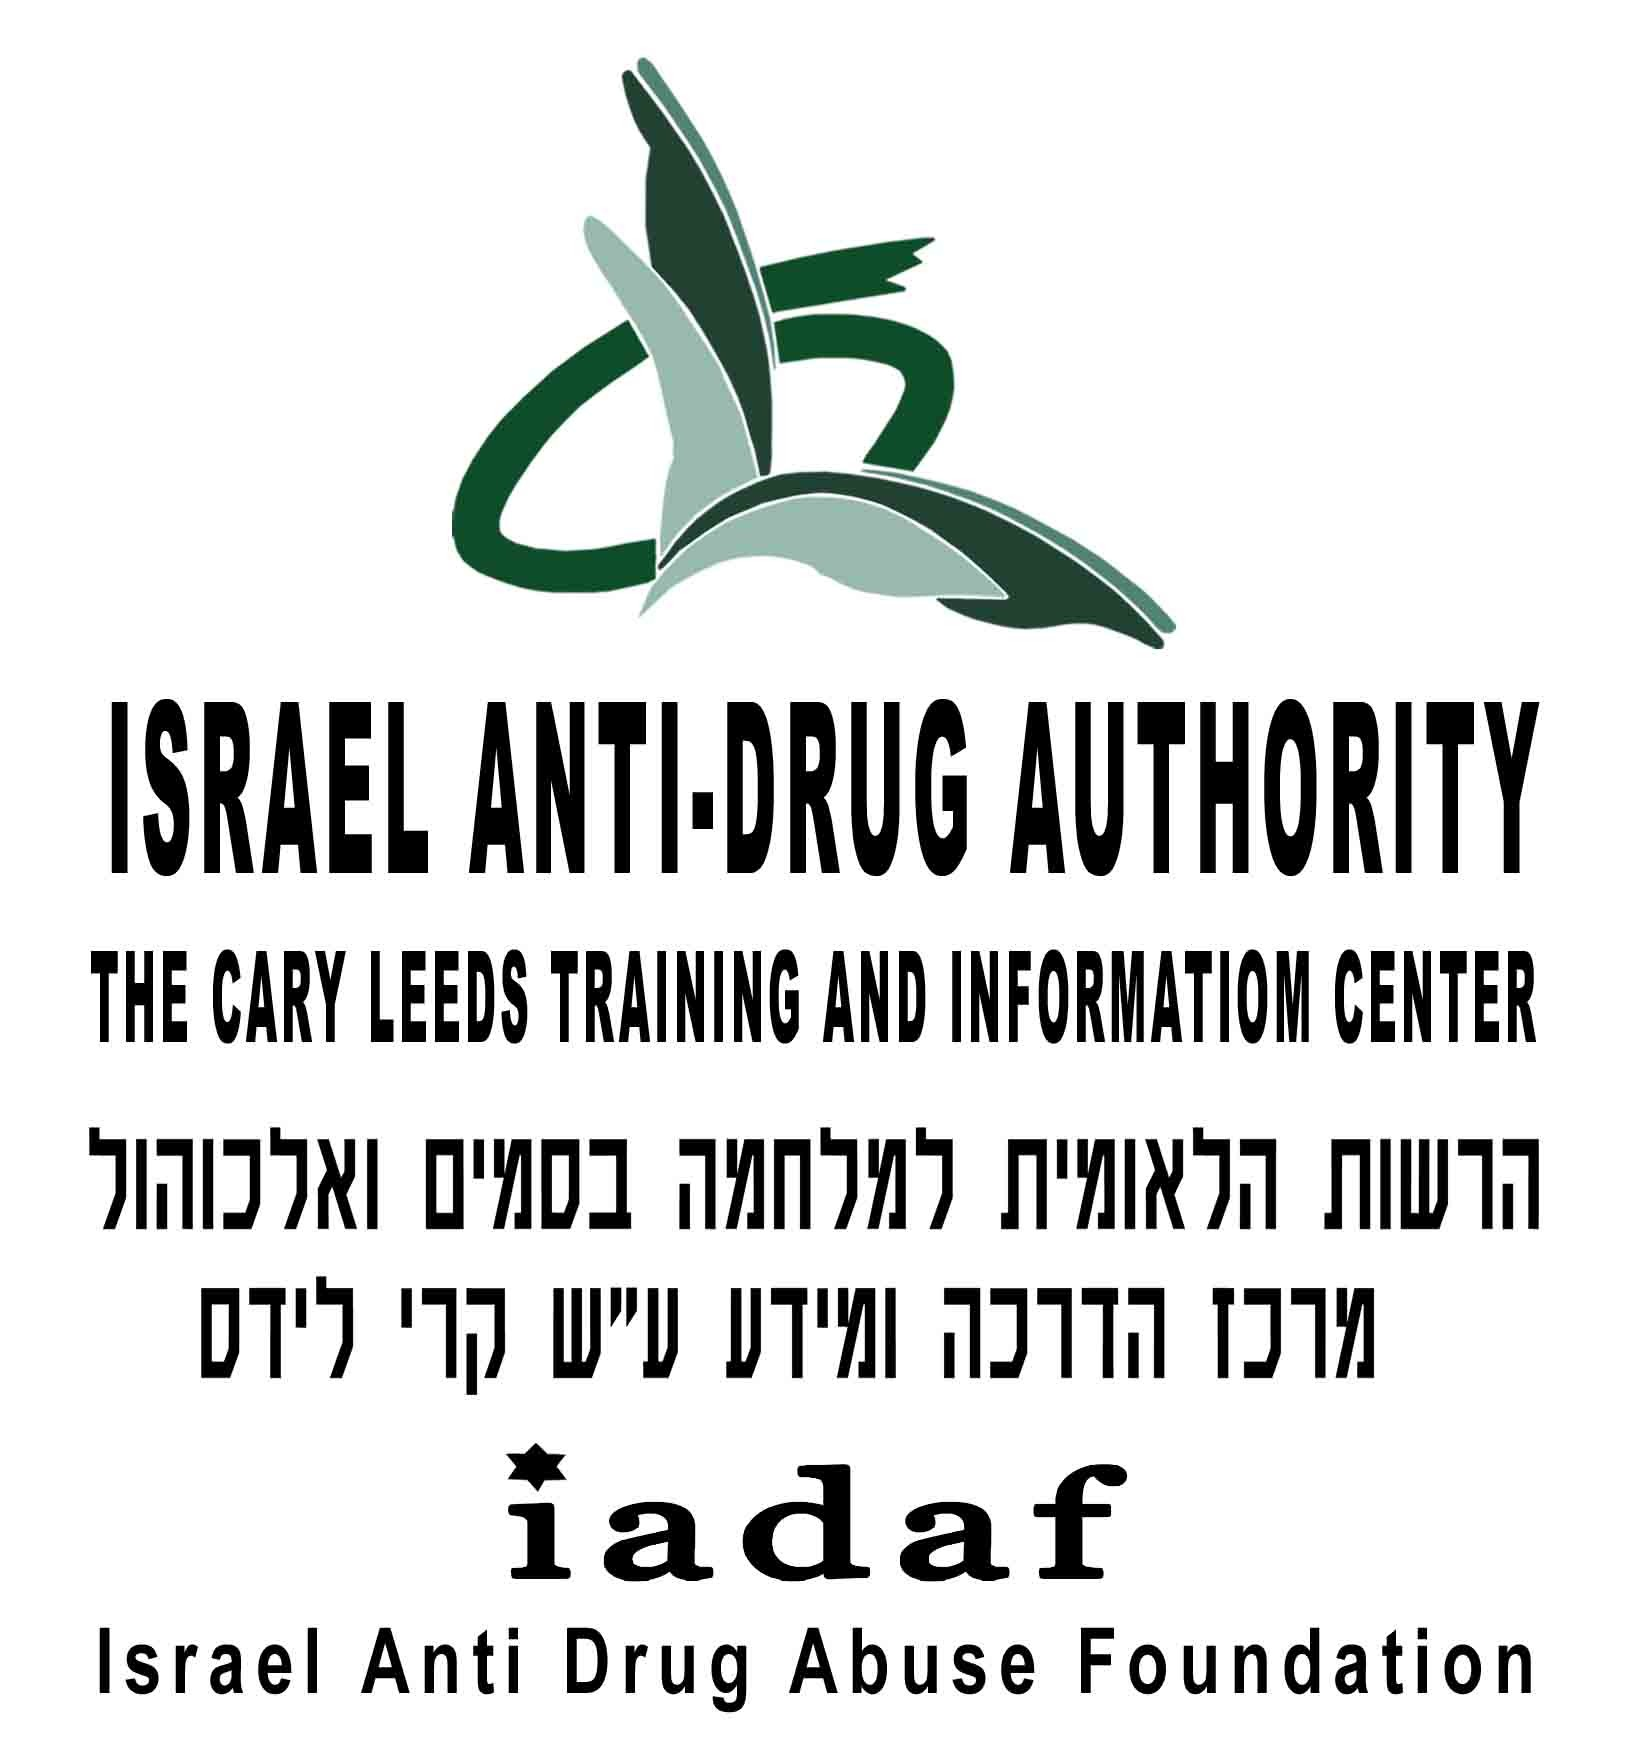 ISRAEL ANTI-DRUG AUTHORITY
THE CARY LEEDS TRAINING AND INFORMATIOM CENTER
הרשות הלאומית למלחמה בסמים ואלכוהול
מרכז הדרכה ומידע ע"ש קרי לידס
iadaf
Israel Anti Drug Abuse Foundation